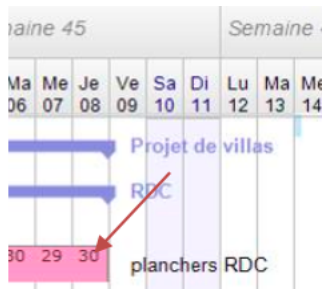 naine 45 Semaine
Ma Me Je Ve Sa Di Lu Ma Me
06 07 08 09 10 11 12 13 14
Projet de villas
RDC
30 29 30 planchers RDC